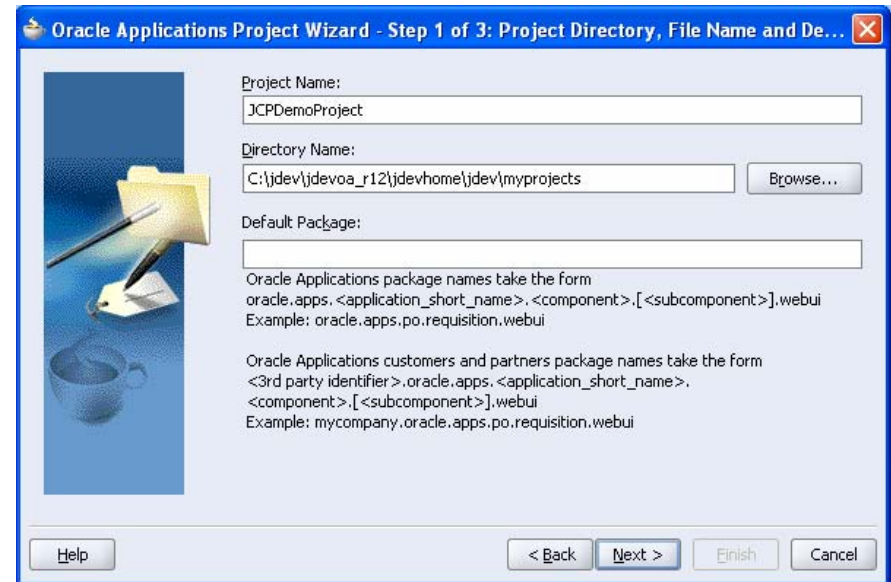 Oracle Applications Project Wizard - Step 1 of 3: Project Directory, File Name and De...
Project Name:
JCPDemoProject
Directory Name:
C:\jdev\jdevoa_r12\jdevhome\jdev\myprojects
Browse...
Default Package:
Oracle Applications package names take the form
oracle.apps.<application_short_name>.<component>.[<subcomponent>].webui
Example: oracle.apps.po.requisition.webui
Oracle Applications customers and partners package names take the form
<3rd party identifier>.oracle.apps.<application_short_name>.
<component>.[<subcomponent>].webui
Example: mycompany.oracle.apps.po.requisition.webui
Help
< Back
Next >
Finish
Cancel